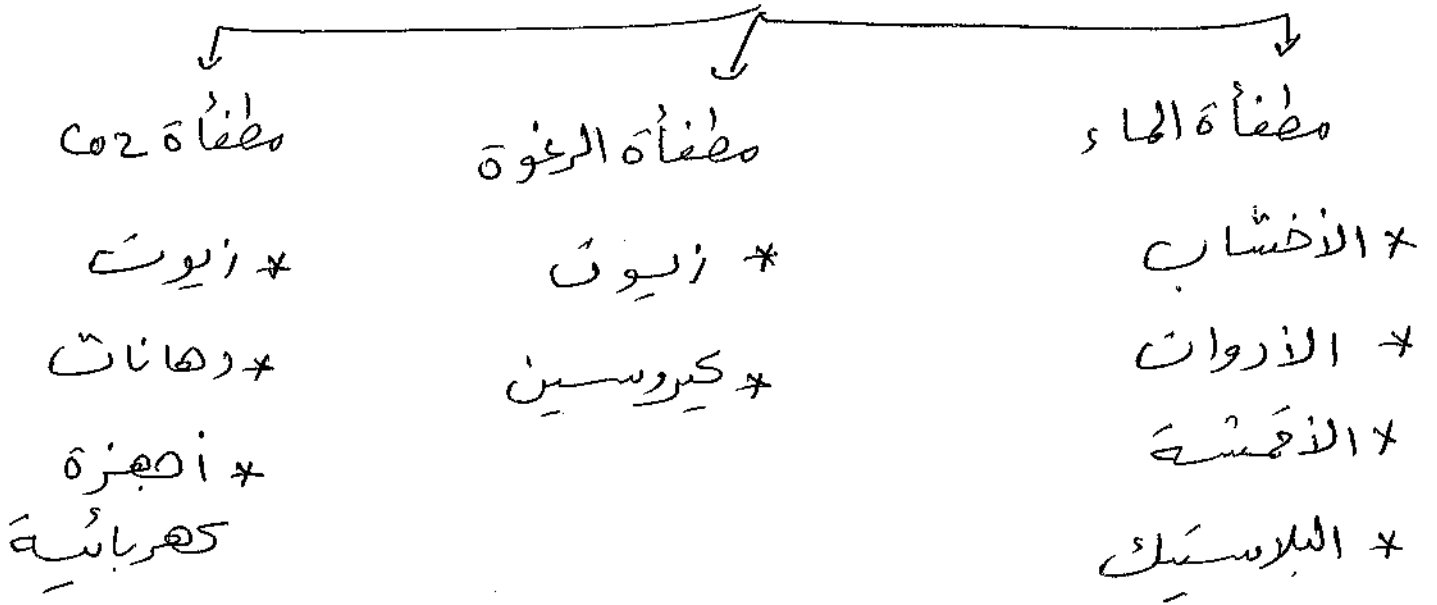 مطفأة الماء
* الأخشاب
* الأدوات
* الأقمشة
* البلاستيك
مطفأة الرغوة
* زيوت
* كيروسين
مطفأة CO2
* زيوت
* دهانات
* أجهزة
كهربائية